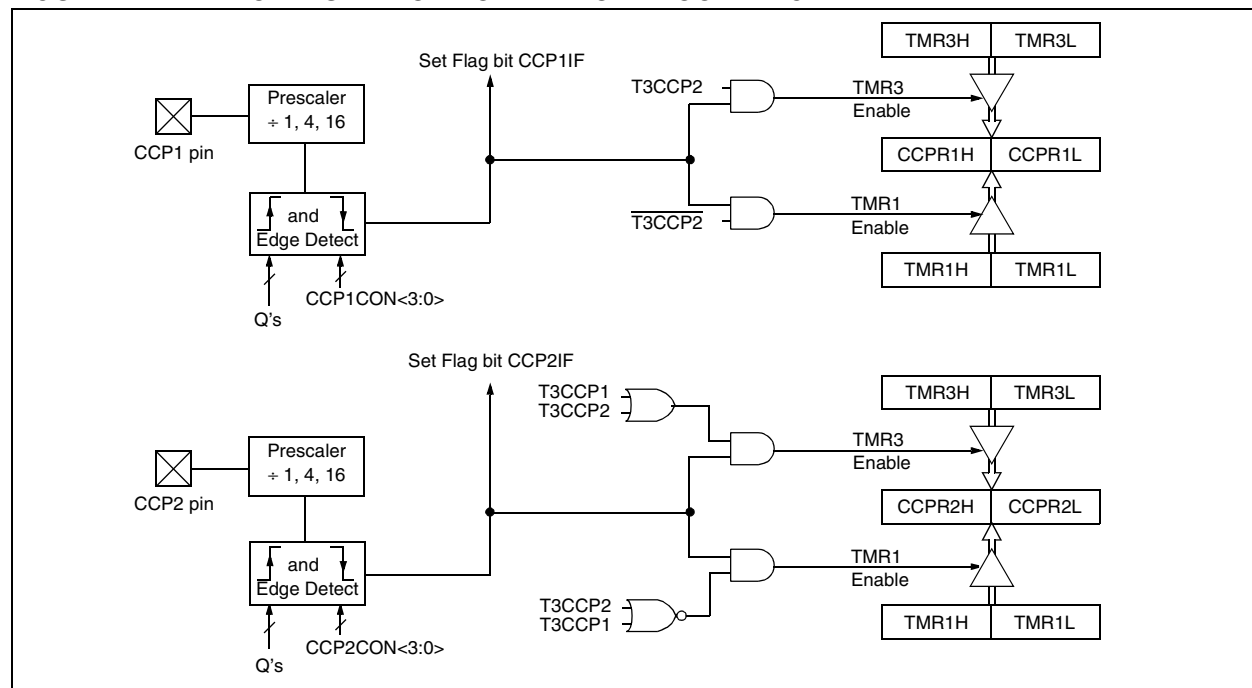 TMR3H TMR3L
Set Flag bit CCP1IF
T3CCP2
TMR3
Enable
Prescaler
÷ 1, 4, 16
CCP1 pin
CCPR1H CCPR1L
and
Edge Detect
T3CCP2
TMR1
Enable
TMR1H TMR1L
CCP1CON<3:0>
Q's
Set Flag bit CCP2IF
TMR3H TMR3L
T3CCP1
T3CCP2
TMR3
Enable
Prescaler
÷ 1, 4, 16
CCP2 pin
CCPR2H CCPR2L
and
Edge Detect
TMR1
Enable
T3CCP2
T3CCP1
TMR1H TMR1L
CCP2CON<3:0>
Q's